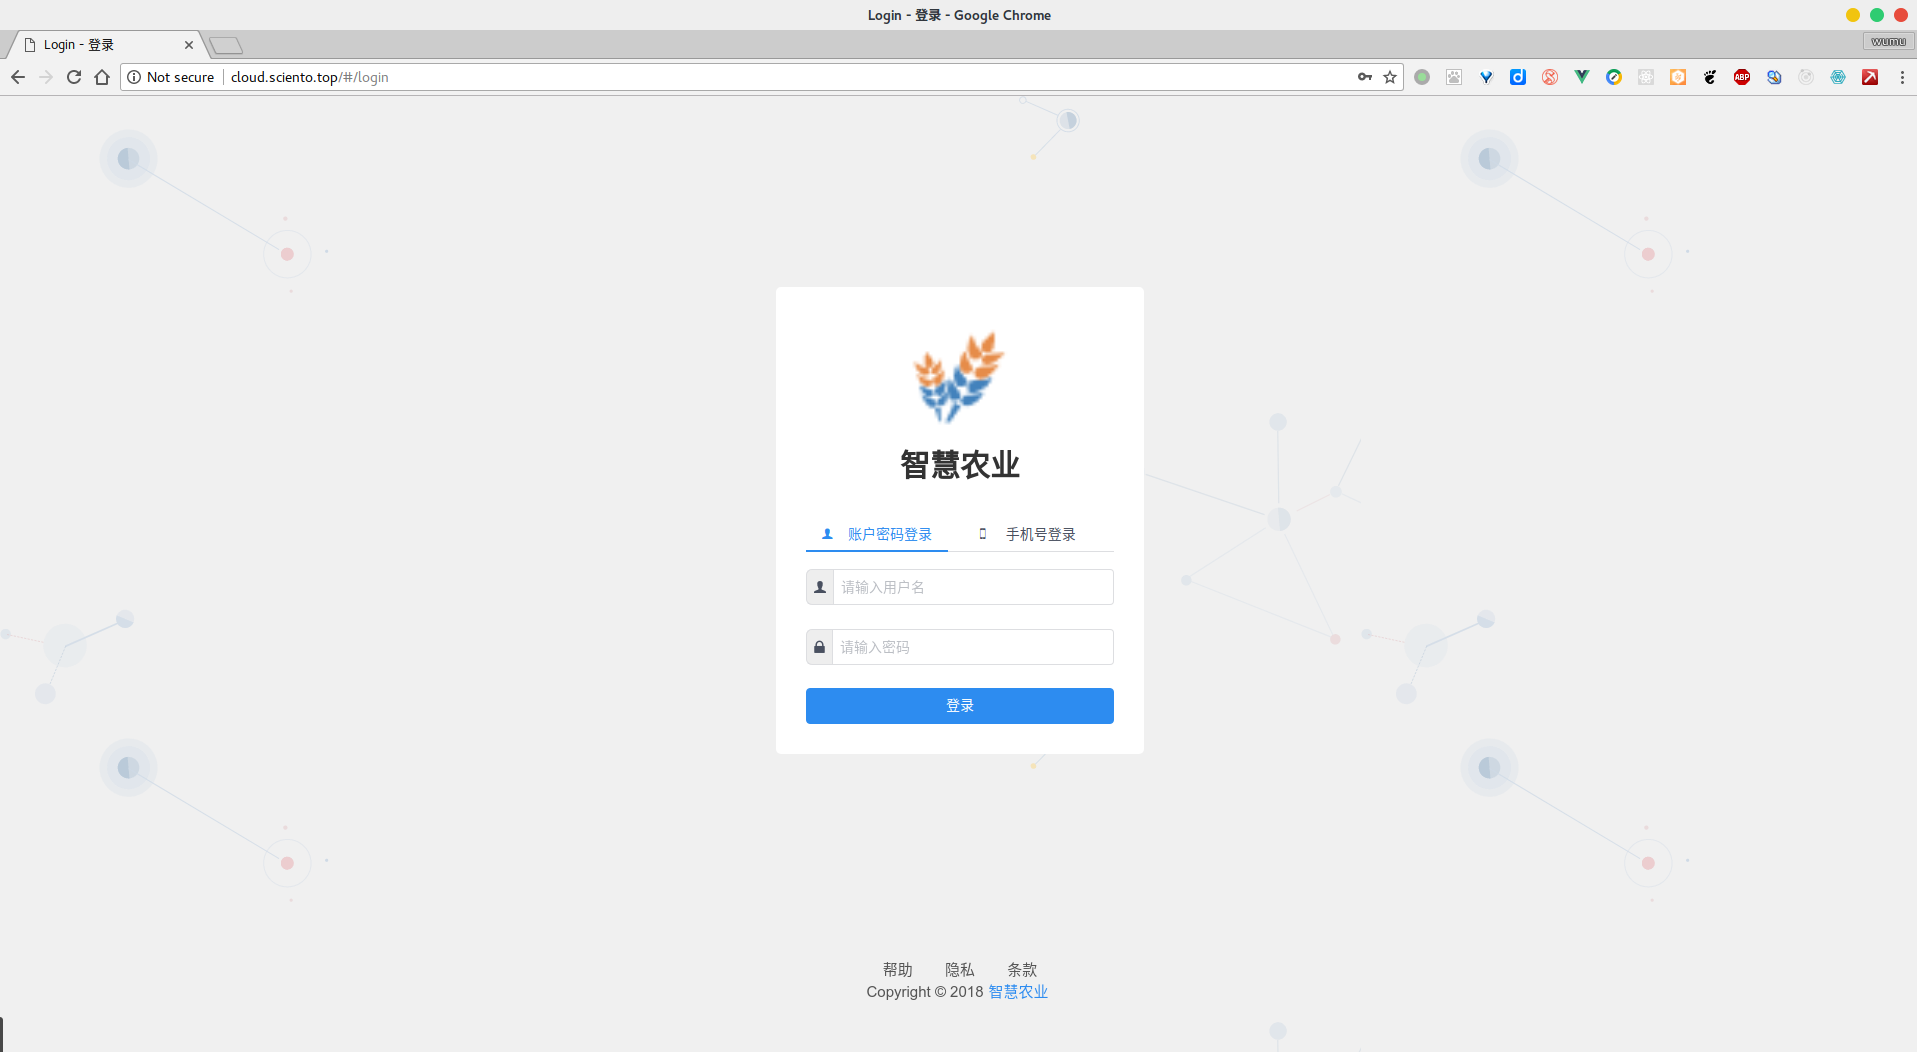 Login - 登录 - Google Chrome
Login - 登录
wumu
Not secure
cloud.sciento.top/#/login
ABP
智慧农业
账户密码登录
手机号登录
请输入用户名
请输入密码
登录
帮助 隐私 条款
Copyright © 2018 智慧农业